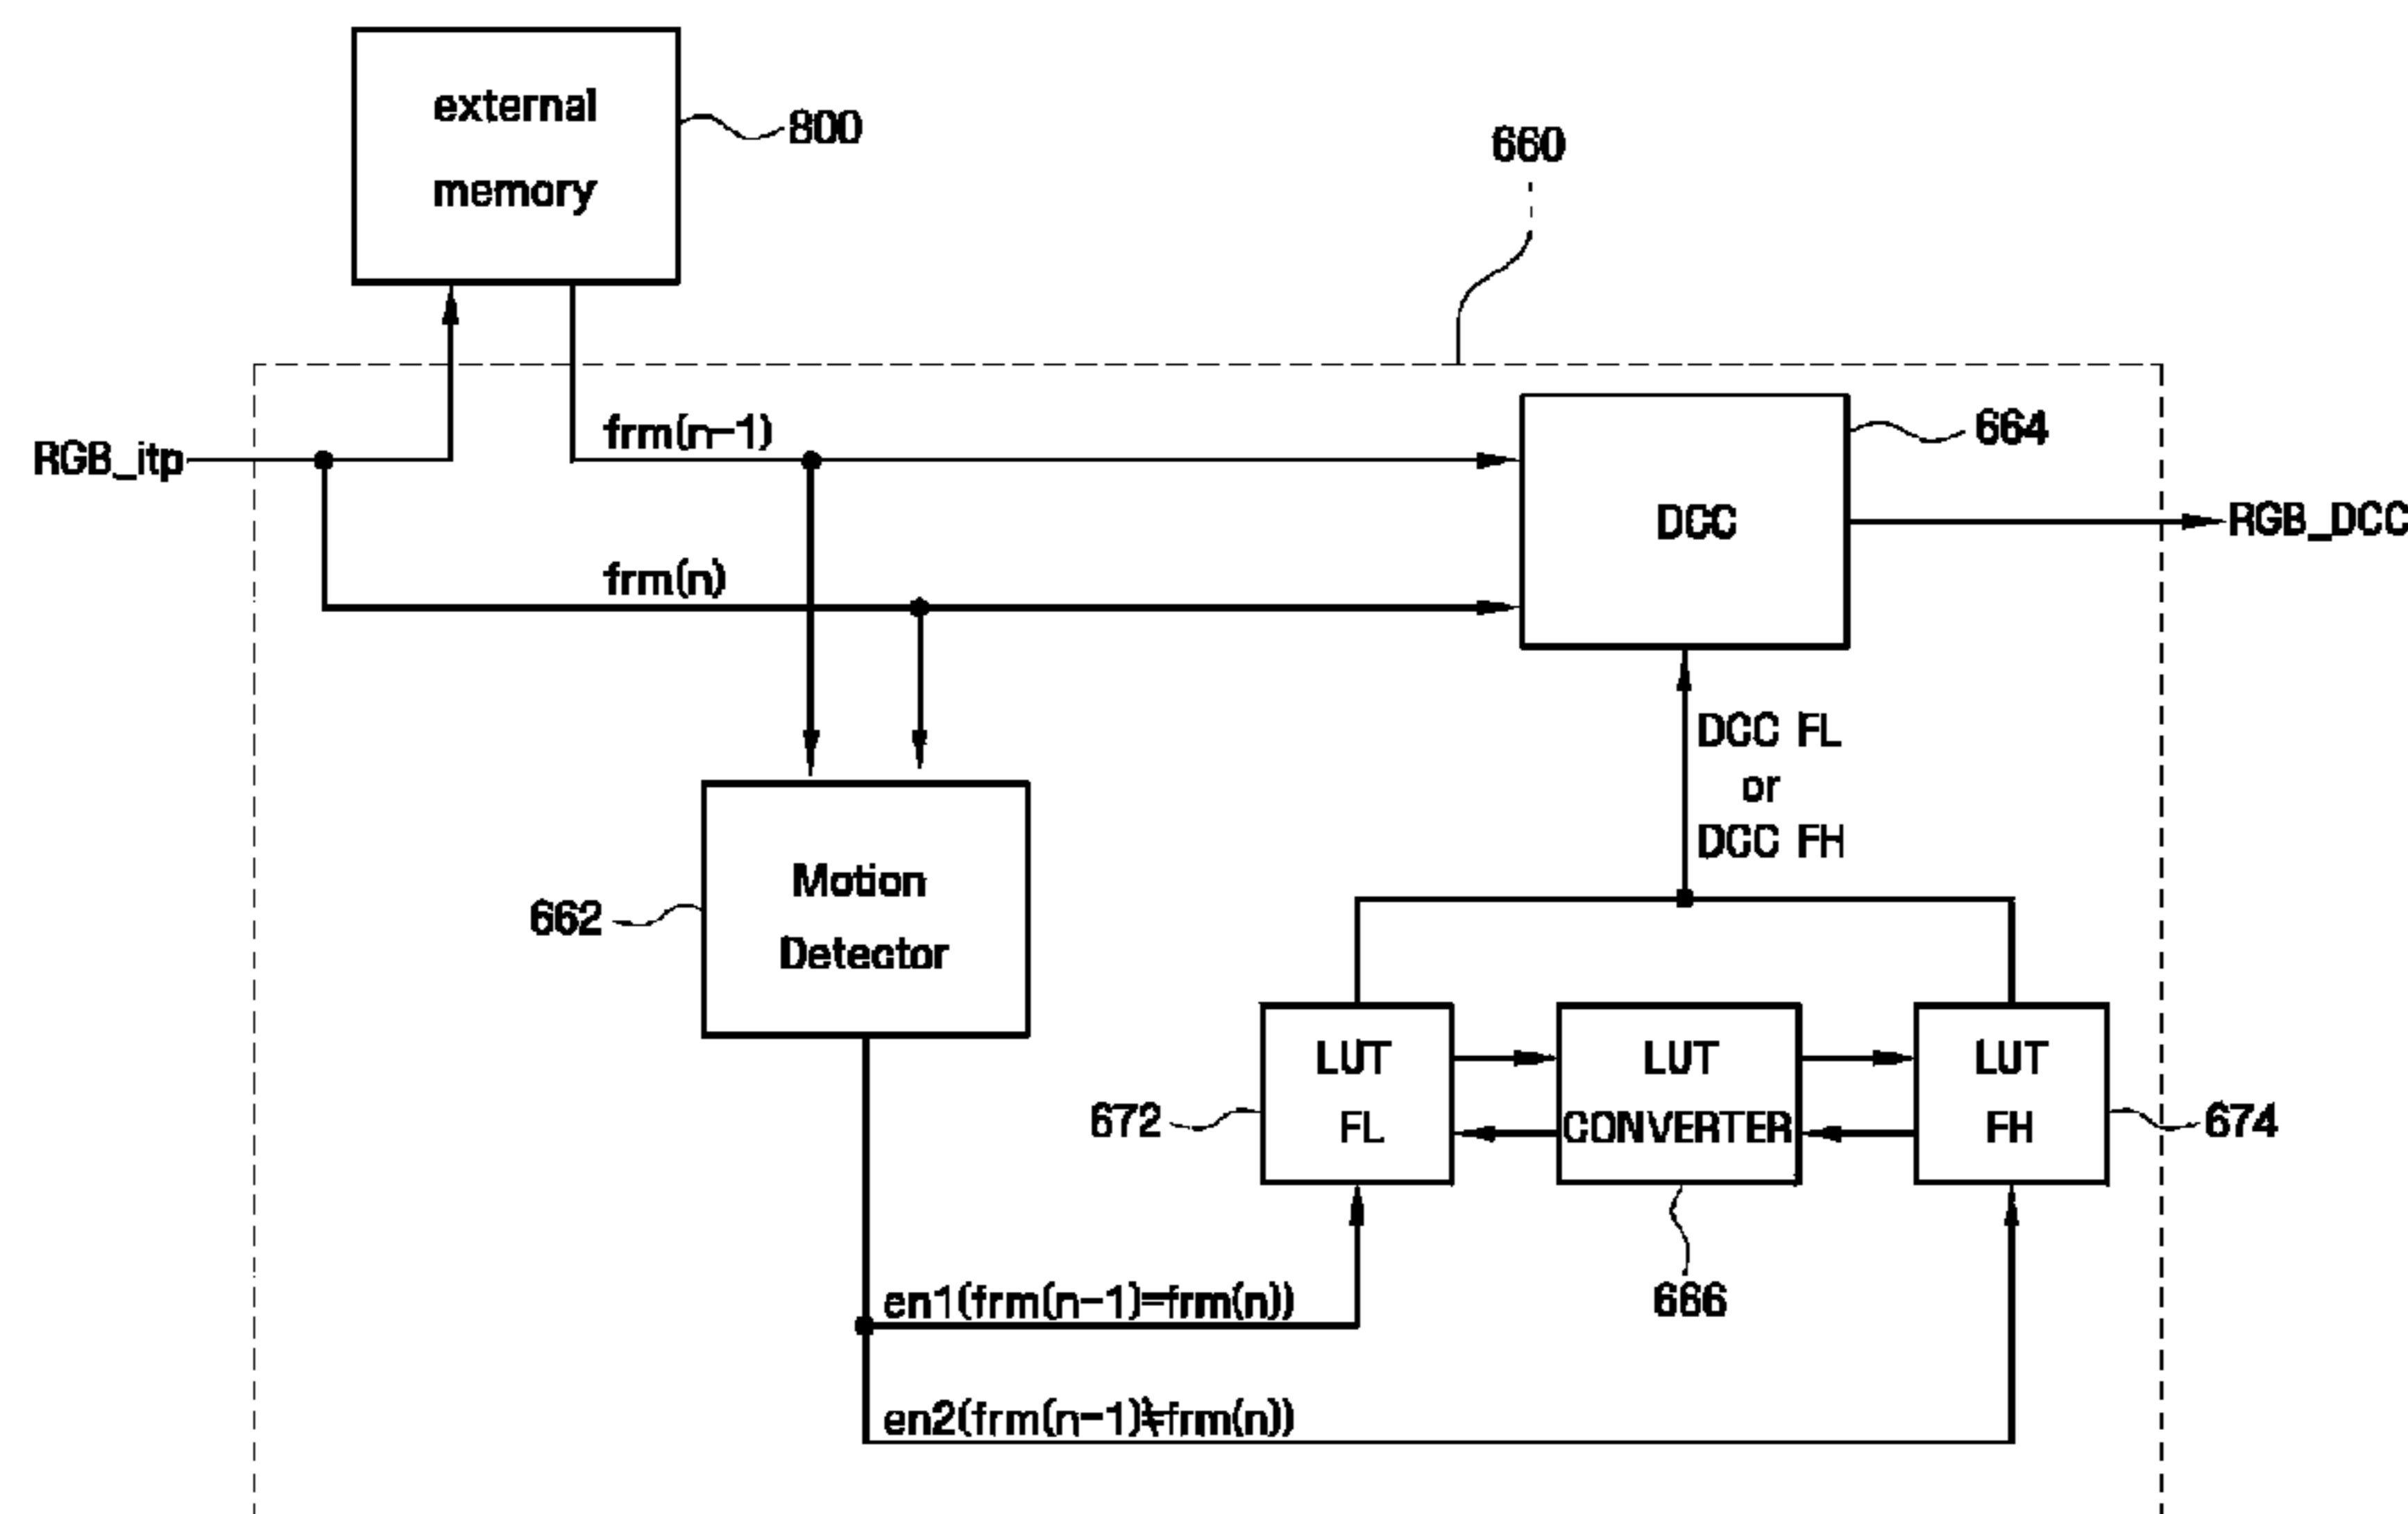 external
memory
800
660
RGB_itp
frm(n-1)
664
DCC
RGB_DCC
frm(n)
DCC FL
or
DCC FH
Motion
Detector
662
LUT
FL
LUT
CONVERTER
LUT
FH
672
674
686
en1(frm(n-1)=frm(n))
en2(frm(n-1)≠frm(n))